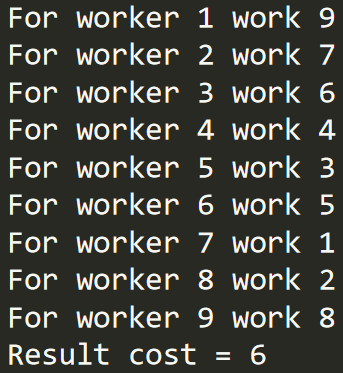 For worker 1 work 9
For worker 2 work 7
For worker 3 work 6
For worker 4 work 4
For worker 5 work 3
For worker 6 work 5
For worker 7 work 1
For worker 8 work 2
For worker 9 work 8
Result cost = 6